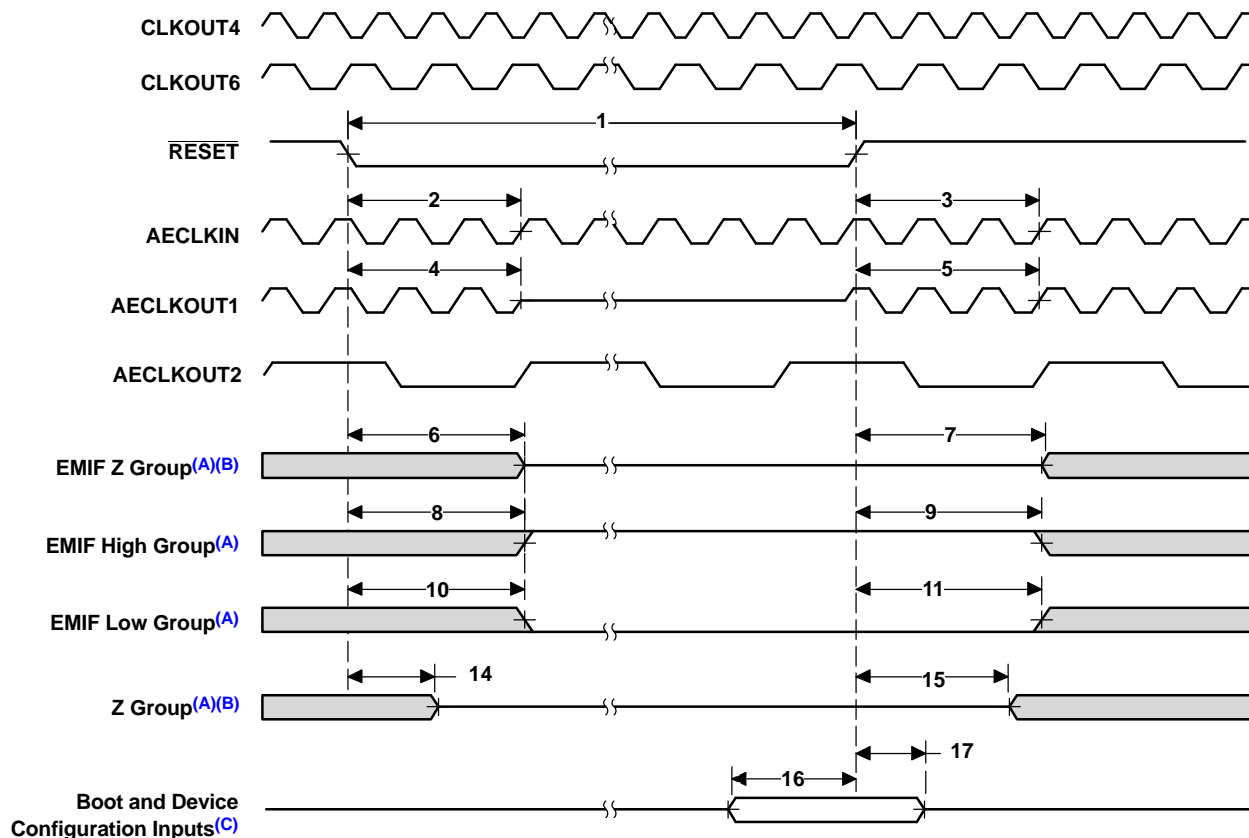 CLKOUT4
CLKOUT6
1
RESET
2
3
AECLKIN
4
5
AECLKOUT1
AECLKOUT2
6
7
EMIF Z Group(A)(B)
8
9
EMIF High Group(A)
10
11
EMIF Low Group(A)
14
15
Z Group(A)(B)
17
16
Boot and Device
Configuration Inputs(C)